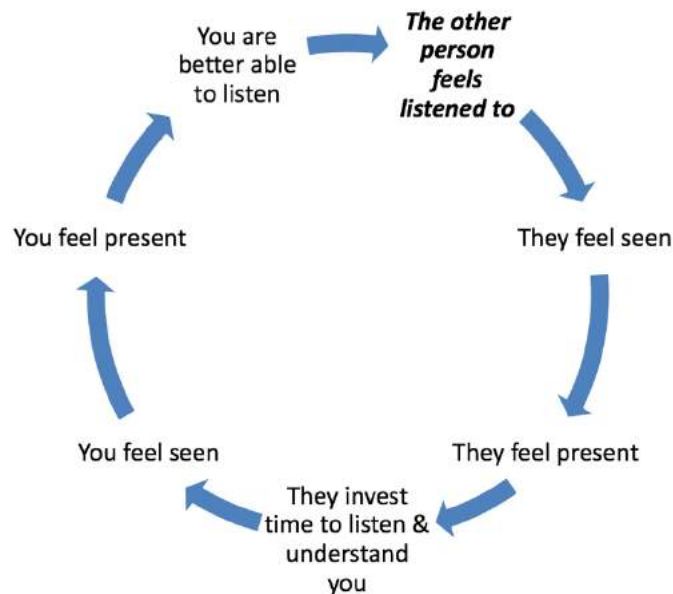 You are
better able
to listen
The other
person
feels
listened to
They feel seen
They feel present
They invest
time to listen &
understand
you
You feel seen
You feel present